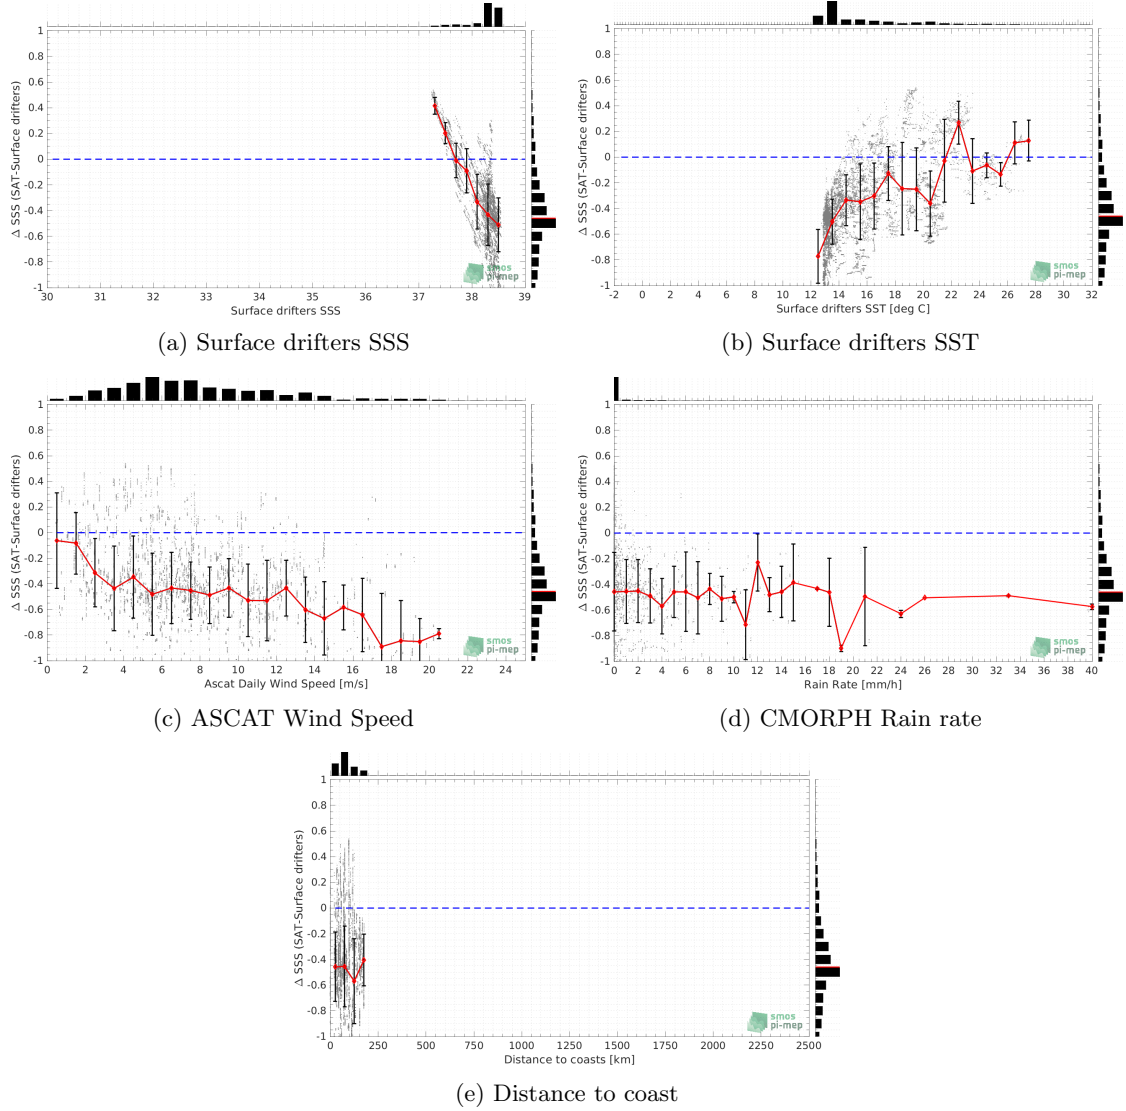 1
0.8
0.6
0.4
0.2
0
-0.2
-0.4
-0.6
-0.8
-1
Δ SSS (SAT-Surface drifters)
30 31 32 33 34 35 36 37 38 39
Surface drifters SSS
smos
pi-mep
(a) Surface drifters SSS
1
0.8
0.6
0.4
0.2
0
-0.2
-0.4
-0.6
-0.8
-1
Δ SSS (SAT-Surface drifters)
-2 0 2 4 6 8 10 12 14 16 18 20 22 24 26 28 30 32
Surface drifters SST [deg C]
smos
pi-mep
(b) Surface drifters SST
1
0.8
0.6
0.4
0.2
0
-0.2
-0.4
-0.6
-0.8
-1
Δ SSS (SAT-Surface drifters)
0 2 4 6 8 10 12 14 16 18 20 22 24
Ascat Daily Wind Speed [m/s]
smos
pi-mep
(c) ASCAT Wind Speed
1
0.8
0.6
0.4
0.2
0
-0.2
-0.4
-0.6
-0.8
-1
Δ SSS (SAT-Surface drifters)
0 2 4 6 8 10 12 14 16 18 20 22 24 26 28 30 32 34 36 38 40
Rain Rate [mm/h]
smos
pi-mep
(d) CMORPH Rain rate
1
0.8
0.6
0.4
0.2
0
-0.2
-0.4
-0.6
-0.8
-1
Δ SSS (SAT-Surface drifters)
0 250 500 750 1000 1250 1500 1750 2000 2250 2500
Distance to coasts [km]
smos
pi-mep
(e) Distance to coast